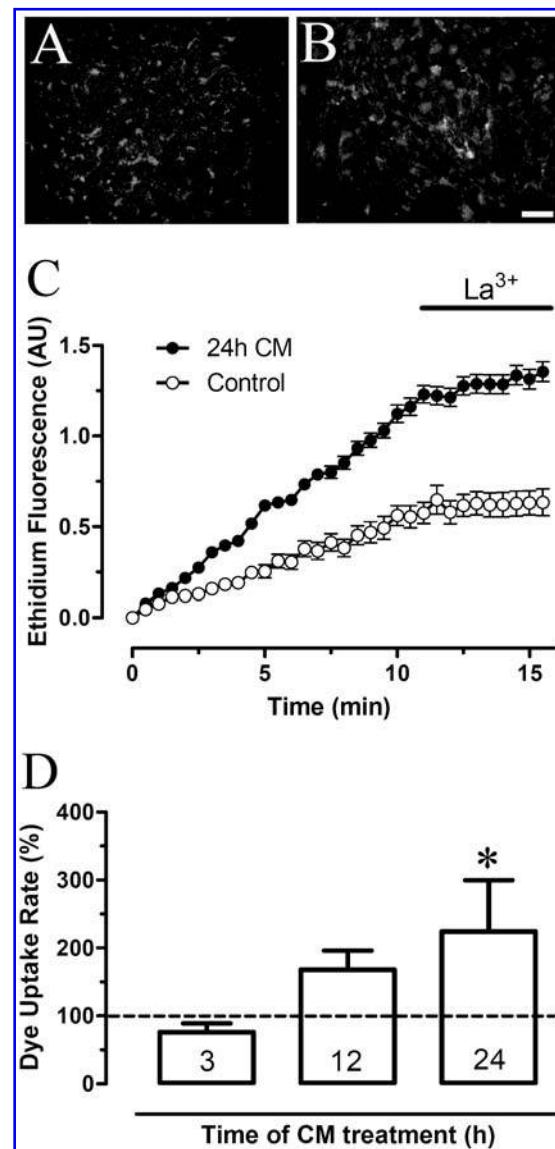 A
B
C
La³⁺
24h CM
Control
Ethidium Fluorescence (AU)
1.5
1.0
0.5
0.0
0
5
10
15
Time (min)
D
Dye Uptake Rate (%)
400
300
200
100
0
*
3
12
24
Time of CM treatment (h)